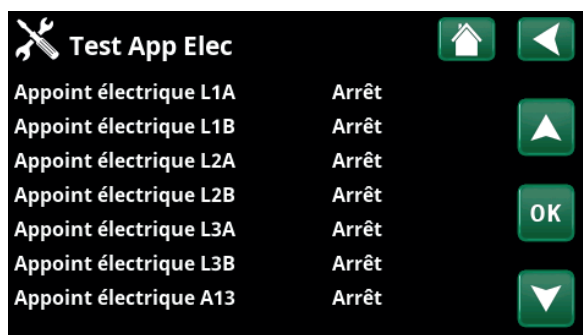 Test App Elec
Appoint électrique L1A Arrêt
Appoint électrique L1B Arrêt
Appoint électrique L2A Arrêt
Appoint électrique L2B Arrêt
Appoint électrique L3A Arrêt
Appoint électrique L3B Arrêt
Appoint électrique A13 Arrêt
OK